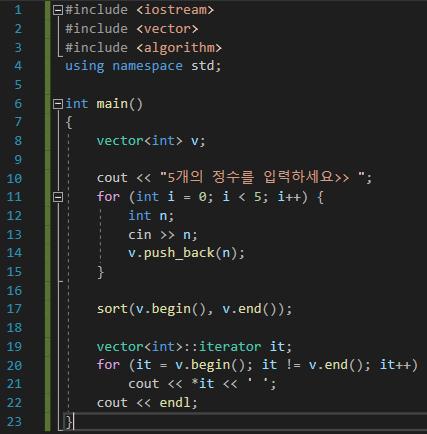 1 #include <iostream>
2 #include <vector>
3 #include <algorithm>
4 using namespace std;
5
6 int main()
7 {
8 vector<int> v;
9
10 cout << "5개의 정수를 입력하세요>> ";
11 for (int i = 0; i < 5; i++) {
12 int n;
13 cin >> n;
14 v.push_back(n);
15 }
16
17 sort(v.begin(), v.end());
18
19 vector<int>::iterator it;
20 for (it = v.begin(); it != v.end(); it++)
21 cout << *it << ' ';
22 cout << endl;
23 }